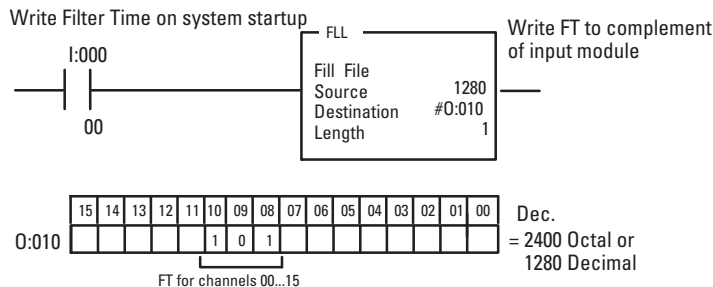 Write Filter Time on system startup
FLL
Write FT to complement
of input module
I:000
00
Fill File
Source 1280
Destination #O:010
Length 1
15 14 13 12 11 10 09 08 07 06 05 04 03 02 01 00 Dec.
O:010 1 0 1 = 2400 Octal or
1280 Decimal
FT for channels 00...15